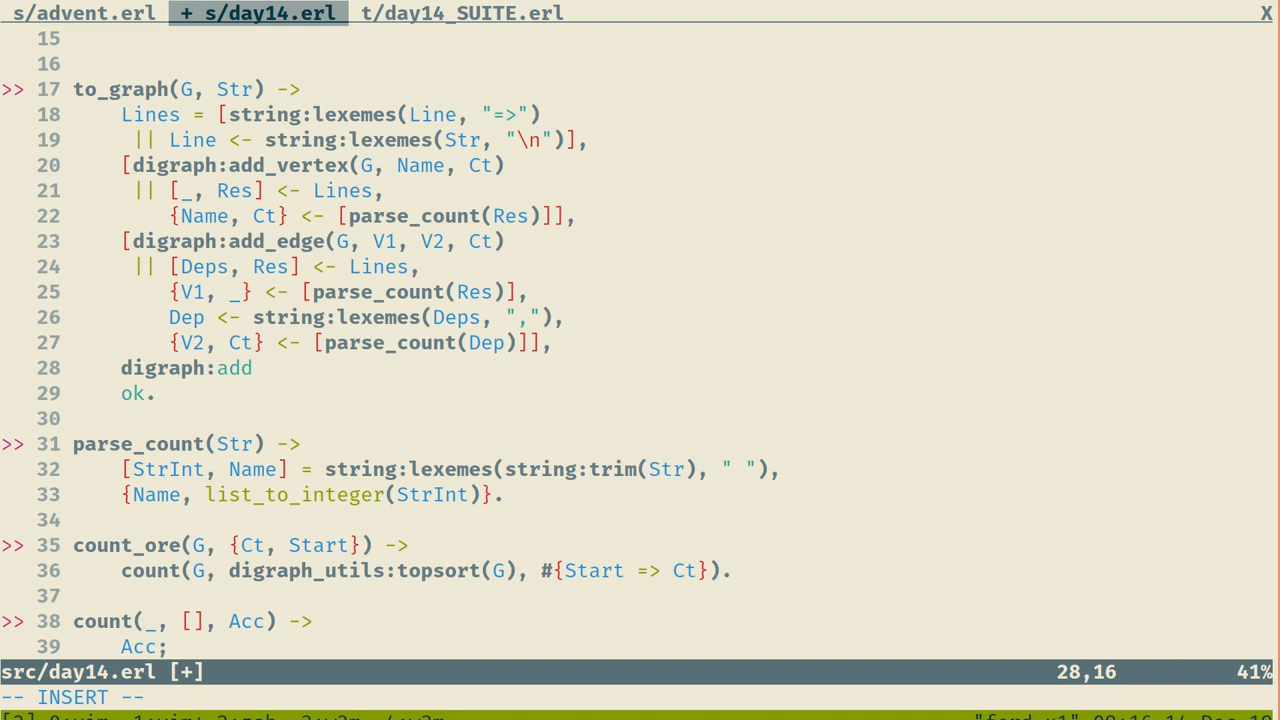 s/advent.erl + s/day14.erl t/day14_SUITE.erl X
15
16
>> 17 to_graph(G, Str) ->
18     Lines = [string:lexemes(Line, "=>")
19      || Line <- string:lexemes(Str, "\n")],
20     [digraph:add_vertex(G, Name, Ct)
21      || [_, Res] <- Lines,
22         {Name, Ct} <- [parse_count(Res)]],
23     [digraph:add_edge(G, V1, V2, Ct)
24      || [Deps, Res] <- Lines,
25         {V1, _} <- [parse_count(Res)],
26         Dep <- string:lexemes(Deps, ","),
27         {V2, Ct} <- [parse_count(Dep)]],
28     digraph:add
29     ok.
30
>> 31 parse_count(Str) ->
32     [StrInt, Name] = string:lexemes(string:trim(Str), " "),
33     {Name, list_to_integer(StrInt)}.
34
>> 35 count_ore(G, {Ct, Start}) ->
36     count(G, digraph_utils:topsort(G), #{Start => Ct}).
37
>> 38 count(_, [], Acc) ->
39     Acc;
src/day14.erl [+] 28,16 41%
-- INSERT --